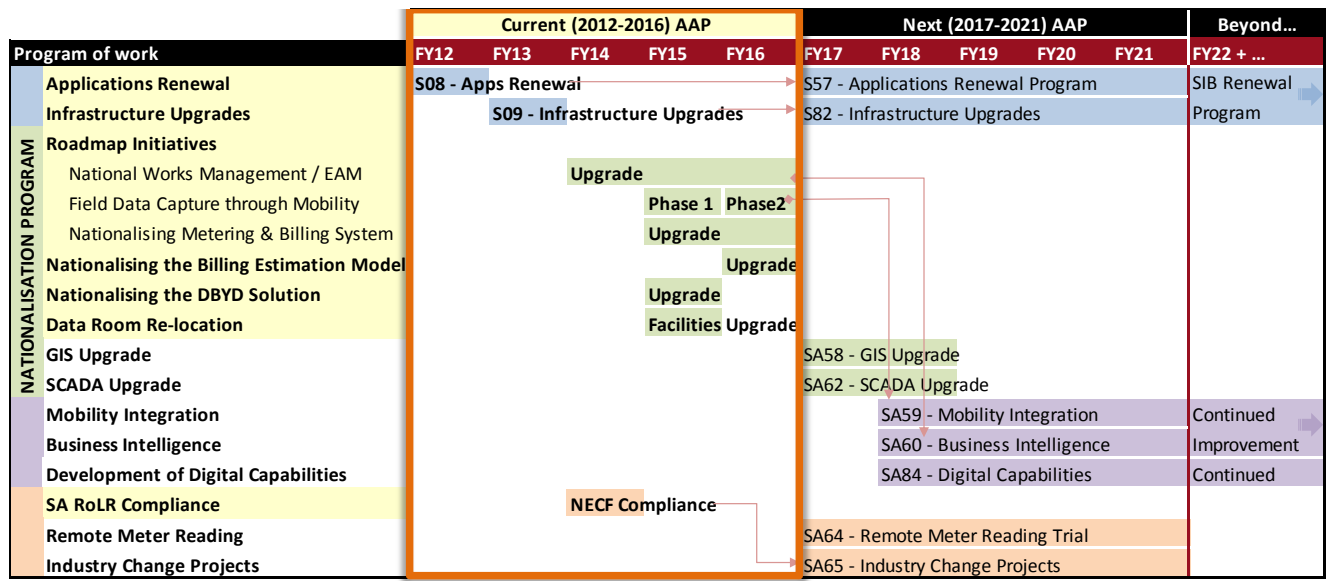 Current (2012-2016) AAP Next (2017-2021) AAP Beyond...
Program of work FY12 FY13 FY14 FY15 FY16 FY17 FY18 FY19 FY20 FY21 FY22 + ...
Applications Renewal S08 - Apps Renewal S57 - Applications Renewal Program SIB Renewal
Infrastructure Upgrades S09 - Infrastructure Upgrades S82 - Infrastructure Upgrades Program
NATIONALISATION PROGRAM
Roadmap Initiatives
National Works Management / EAM Upgrade
Field Data Capture through Mobility Phase 1 Phase2
Nationalising Metering & Billing System Upgrade
Nationalising the Billing Estimation Model Upgrade
Nationalising the DBYD Solution Upgrade
Data Room Re-location Facilities Upgrade
GIS Upgrade SA58 - GIS Upgrade
SCADA Upgrade SA62 - SCADA Upgrade
Mobility Integration SA59 - Mobility Integration Continued
Business Intelligence SA60 - Business Intelligence Improvement
Development of Digital Capabilities SA84 - Digital Capabilities Continued
SA RoLR Compliance NECF Compliance
Remote Meter Reading SA64 - Remote Meter Reading Trial
Industry Change Projects SA65 - Industry Change Projects